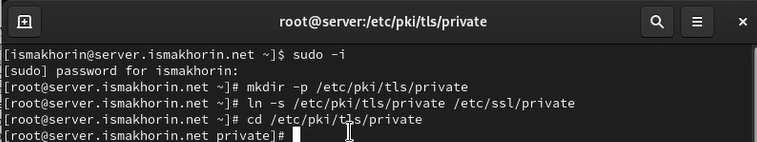 root@server:/etc/pki/tls/private
[ismakhorin@server.ismakhorin.net ~]$ sudo -i
[sudo] password for ismakhorin:
[root@server.ismakhorin.net ~]# mkdir -p /etc/pki/tls/private
[root@server.ismakhorin.net ~]# ln -s /etc/pki/tls/private /etc/ssl/private
[root@server.ismakhorin.net ~]# cd /etc/pki/tls/private
[root@server.ismakhorin.net private]#